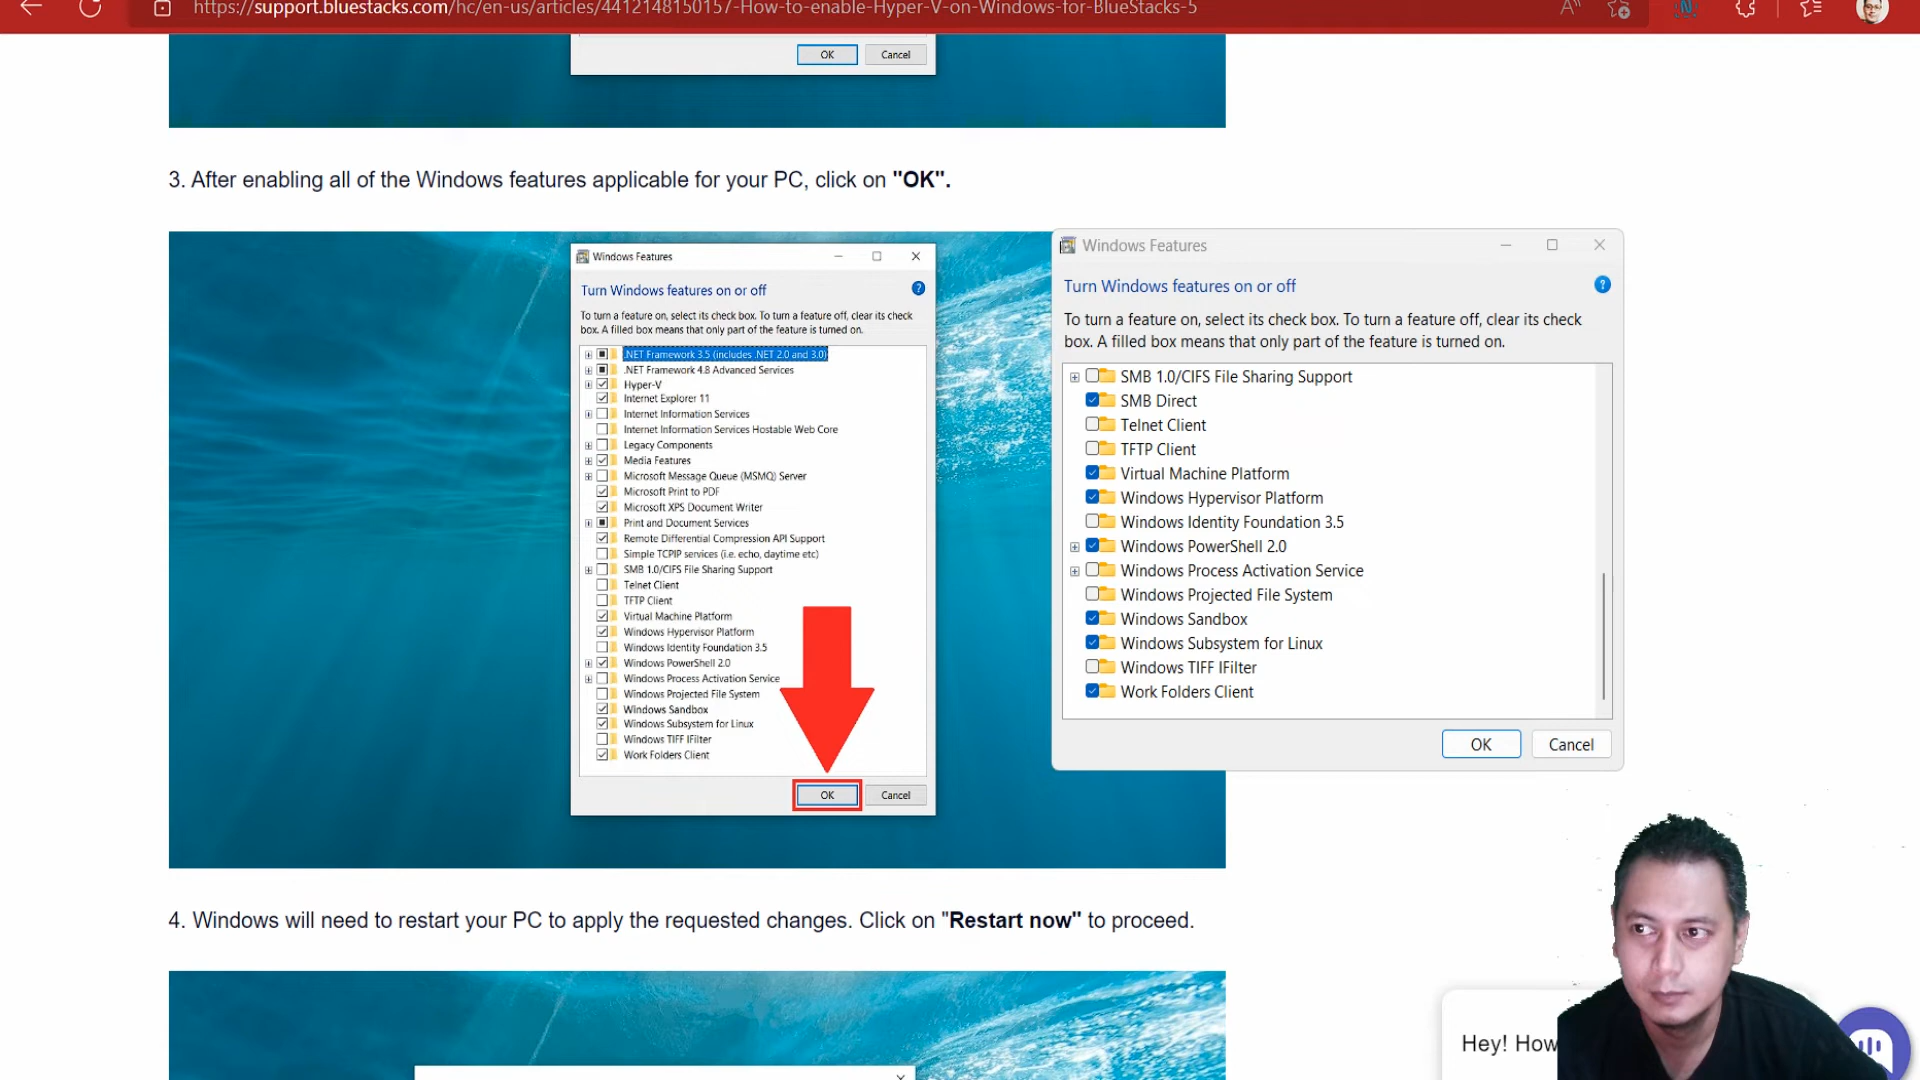 https://support.bluestacks.com/hc/en-us/articles/4412148150157-How-to-enable-Hyper-V-on-Windows-for-BlueStacks-5
OK Cancel
3. After enabling all of the Windows features applicable for your PC, click on "OK".
Windows Features
Turn Windows features on or off
To turn a feature on, select its check box. To turn a feature off, clear its check
box. A filled box means that only part of the feature is turned on.
.NET Framework 3.5 (includes .NET 2.0 and 3.0)
.NET Framework 4.8 Advanced Services
Hyper-V
Internet Explorer 11
Internet Information Services
Internet Information Services Hostable Web Core
Legacy Components
Media Features
Microsoft Message Queue (MSMQ) Server
Microsoft Print to PDF
Microsoft XPS Document Writer
Print and Document Services
Remote Differential Compression API Support
Simple TCPIP services (i.e. echo, daytime etc)
SMB 1.0/CIFS File Sharing Support
Telnet Client
TFTP Client
Virtual Machine Platform
Windows Hypervisor Platform
Windows Identity Foundation 3.5
Windows PowerShell 2.0
Windows Process Activation Service
Windows Projected File System
Windows Sandbox
Windows Subsystem for Linux
Windows TIFF IFilter
Work Folders Client
OK Cancel
Windows Features
Turn Windows features on or off
To turn a feature on, select its check box. To turn a feature off, clear its check
box. A filled box means that only part of the feature is turned on.
SMB 1.0/CIFS File Sharing Support
SMB Direct
Telnet Client
TFTP Client
Virtual Machine Platform
Windows Hypervisor Platform
Windows Identity Foundation 3.5
Windows PowerShell 2.0
Windows Process Activation Service
Windows Projected File System
Windows Sandbox
Windows Subsystem for Linux
Windows TIFF IFilter
Work Folders Client
OK Cancel
4. Windows will need to restart your PC to apply the requested changes. Click on "Restart now" to proceed.
Hey! How